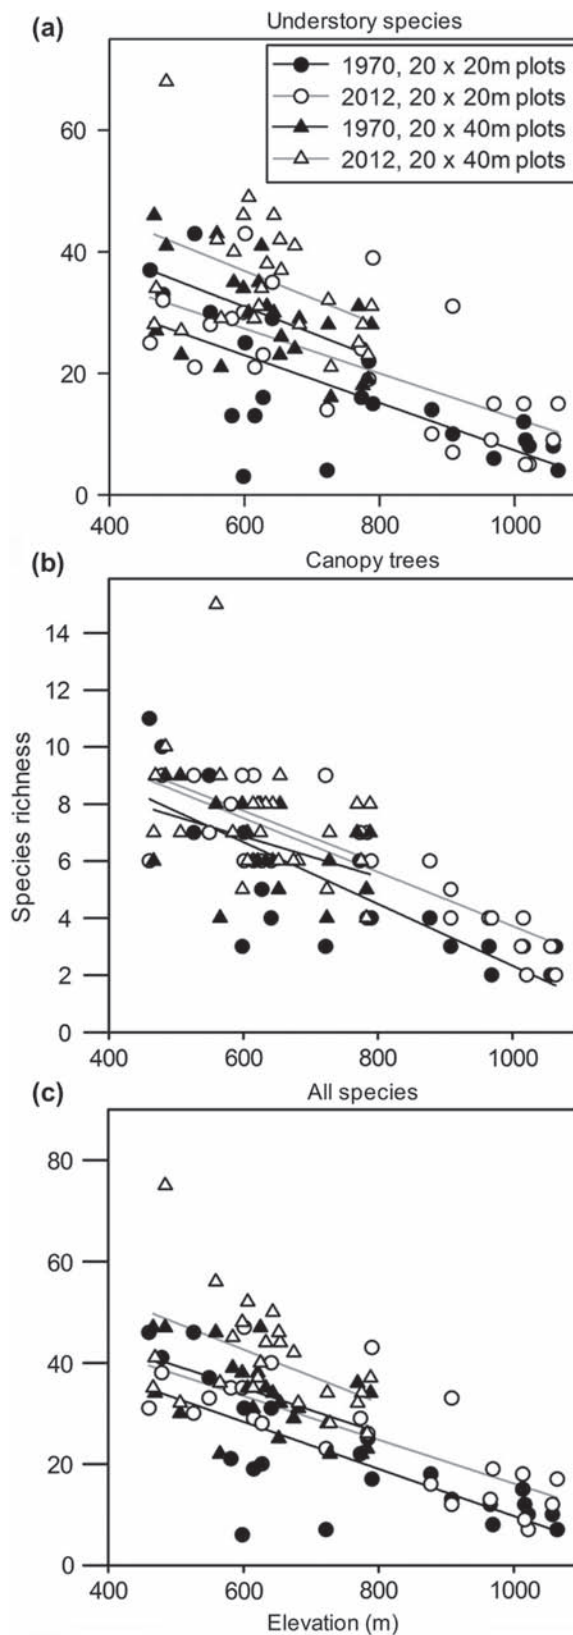 (a)
Understory species
1970, 20 x 20m plots
2012, 20 x 20m plots
1970, 20 x 40m plots
2012, 20 x 40m plots
60
40
20
0
400 600 800 1000
(b)
Canopy trees
14
12
10
8
6
4
2
0
Species richness
400 600 800 1000
(c)
All species
80
60
40
20
0
400 600 800 1000
Elevation (m)